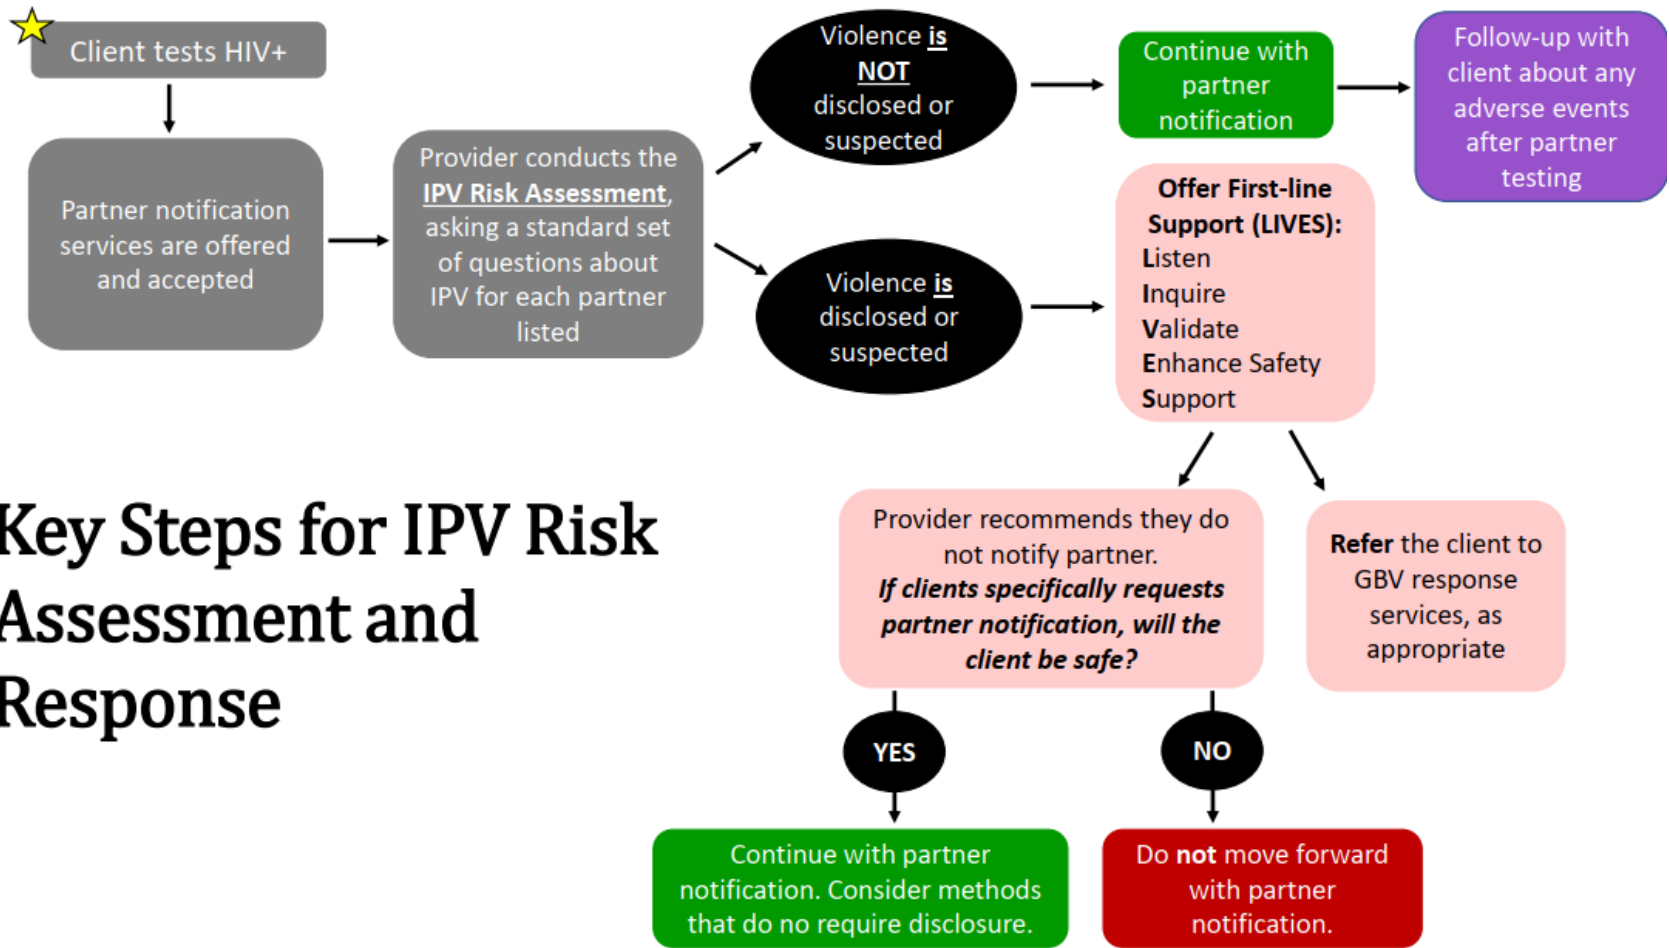 Client tests HIV+
Partner notification
services are offered
and accepted
Provider conducts the
IPV Risk Assessment,
asking a standard set
of questions about
IPV for each partner
listed
Violence is
NOT
disclosed or
suspected
Continue with
partner
notification
Follow-up with
client about any
adverse events
after partner
testing
Violence is
disclosed or
suspected
Offer First-line
Support (LIVES):
Listen
Inquire
Validate
Enhance Safety
Support
Provider recommends they do
not notify partner.
If clients specifically requests
partner notification, will the
client be safe?
Refer the client to
GBV response
services, as
appropriate
YES
NO
Continue with partner
notification. Consider methods
that do no require disclosure.
Do not move forward
with partner
notification.
Key Steps for IPV Risk
Assessment and
Response